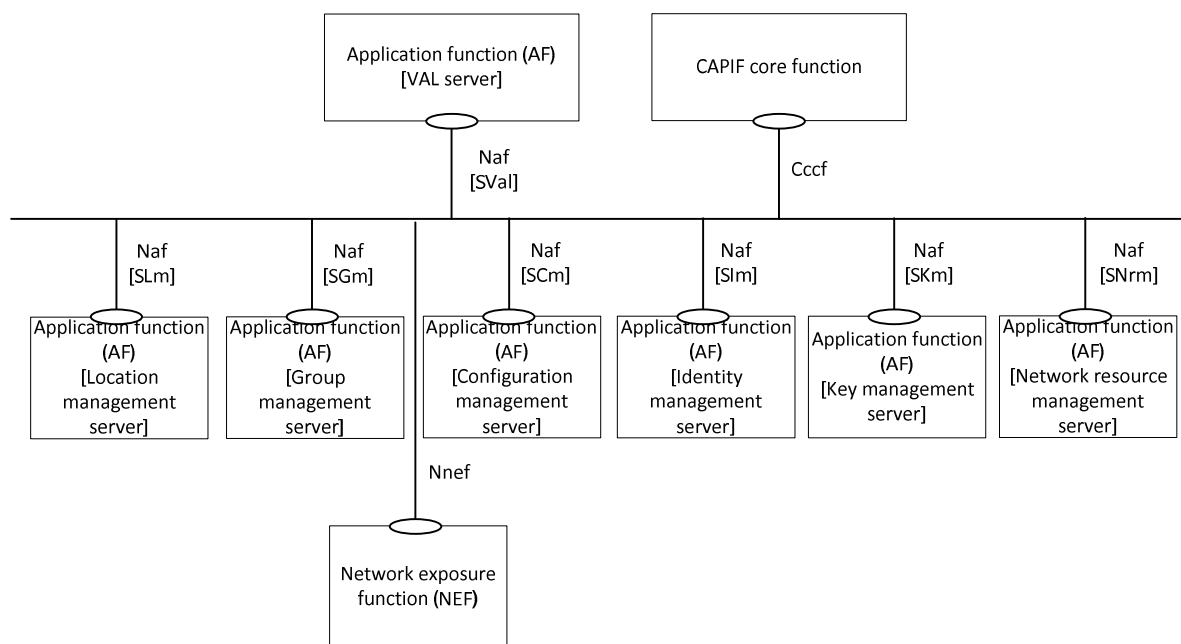 Application function (AF)
[VAL server]
CAPIF core function
Naf
[SVal]
Cccf
Naf
[SLm]
Naf
[SGm]
Naf
[SCm]
Naf
[SIm]
Naf
[SKm]
Naf
[SNrm]
Application function
(AF)
[Location
management
server]
Application function
(AF)
[Group
management
server]
Application function
(AF)
[Configuration
management
server]
Application function
(AF)
[Identity
management
server]
Application function
(AF)
[Key management
server]
Application function
(AF)
[Network resource
management
server]
Nnef
Network exposure
function (NEF)